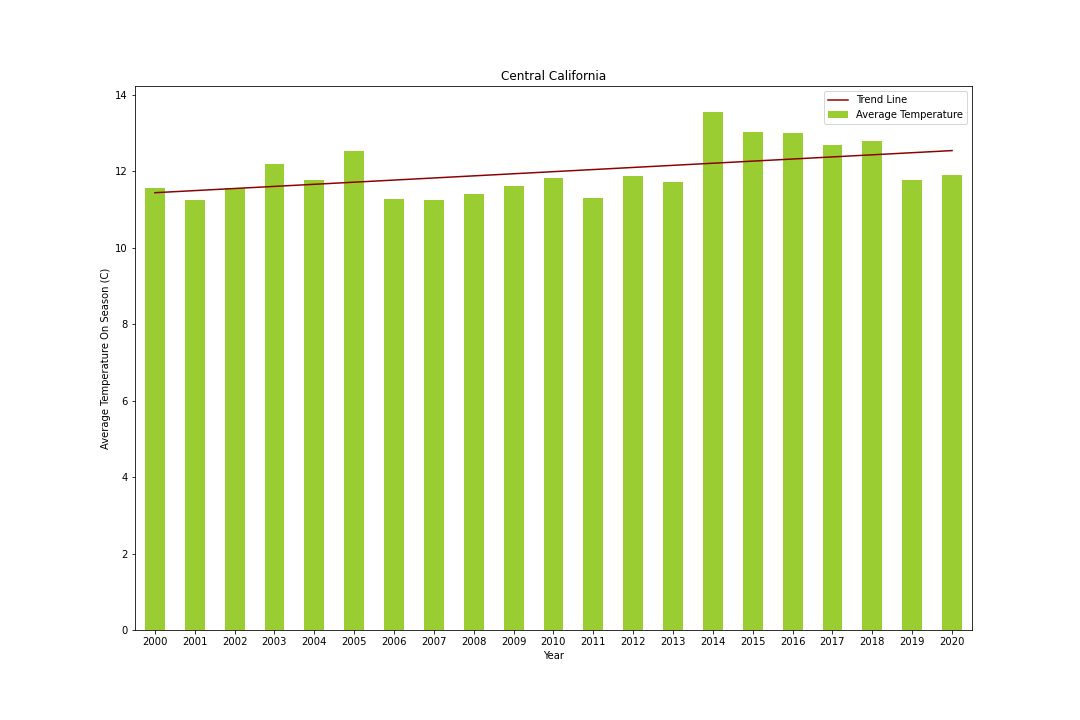 Central California
Trend Line
Average Temperature
14
12
10
8
6
4
2
0
Average Temperature On Season (C)
2000 2001 2002 2003 2004 2005 2006 2007 2008 2009 2010 2011 2012 2013 2014 2015 2016 2017 2018 2019 2020
Year